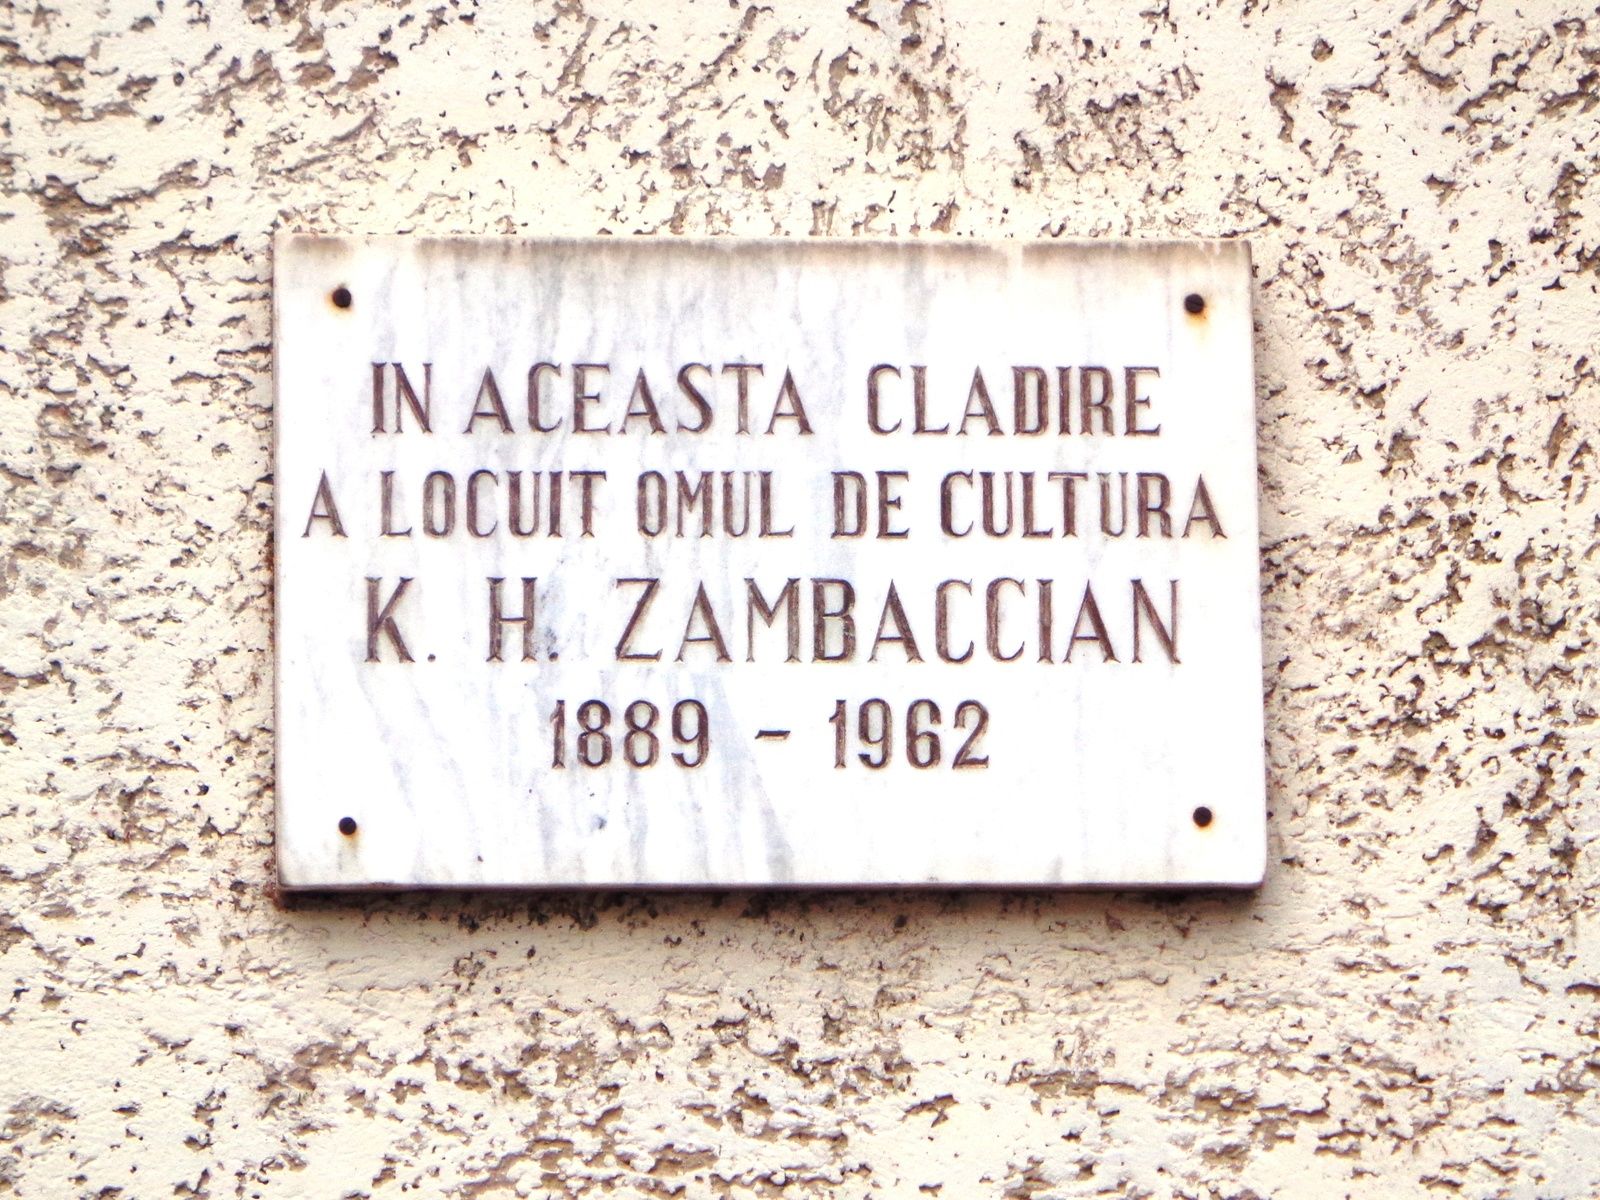 IN ACEASTA CLADIRE
A LOCUIT OMUL DE CULTURA
K. H. ZAMBACCIAN
1889 - 1962